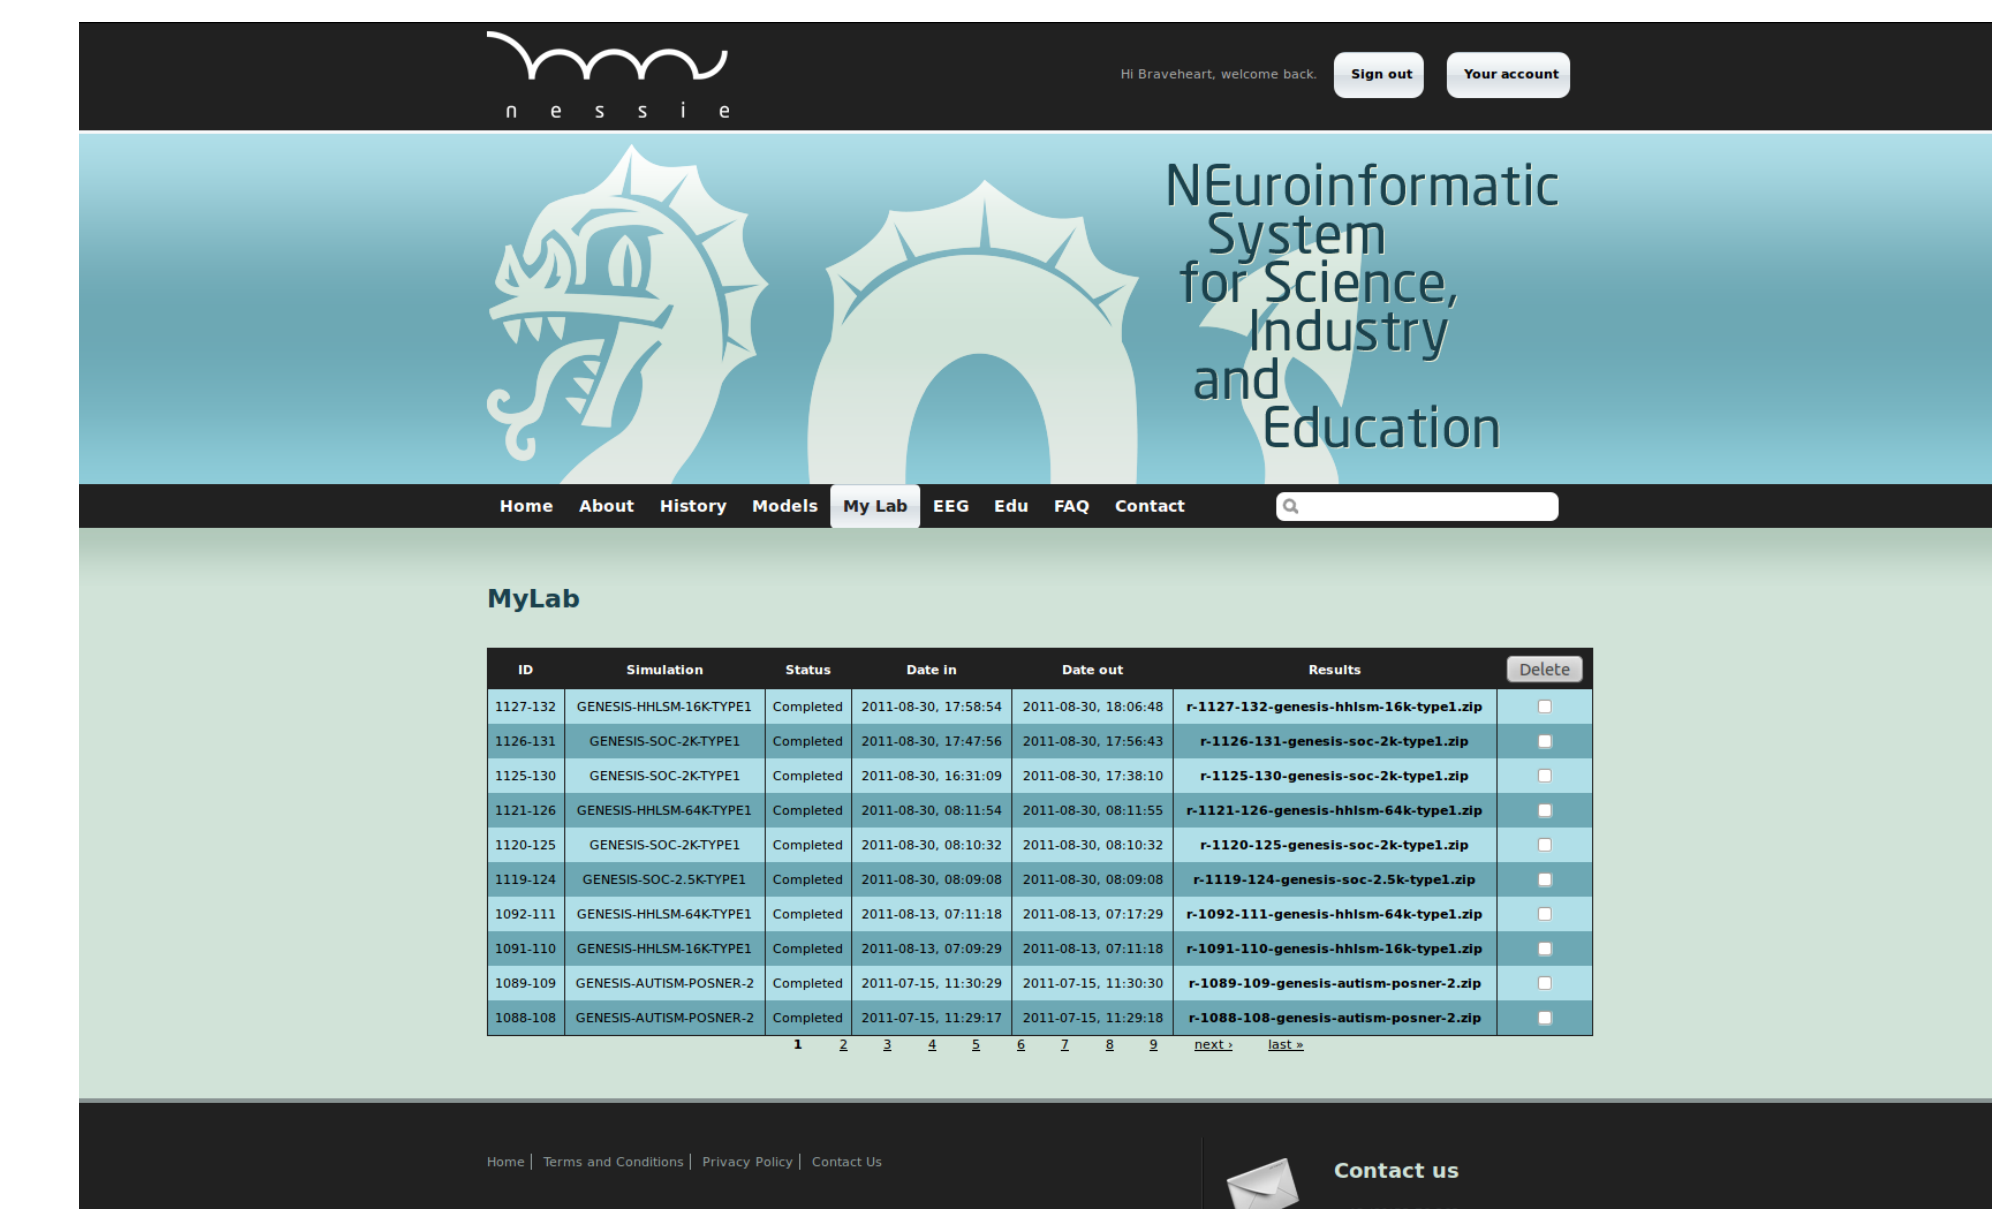 nessie
Hi Braveheart, welcome back. Sign out Your account
NEuroinformatic
System
for Science,
Industry
and
Education
Home About History Models My Lab EEG Edu FAQ Contact
MyLab
ID Simulation Status Date in Date out Results Delete
1127-132 GENESIS-HHLSM-16K-TYPE1 Completed 2011-08-30, 17:58:54 2011-08-30, 18:06:48 r-1127-132-genesis-hhlsm-16k-type1.zip
1126-131 GENESIS-SOC-2K-TYPE1 Completed 2011-08-30, 17:47:56 2011-08-30, 17:56:43 r-1126-131-genesis-soc-2k-type1.zip
1125-130 GENESIS-SOC-2K-TYPE1 Completed 2011-08-30, 16:31:09 2011-08-30, 17:38:10 r-1125-130-genesis-soc-2k-type1.zip
1121-126 GENESIS-HHLSM-64K-TYPE1 Completed 2011-08-30, 08:11:54 2011-08-30, 08:11:55 r-1121-126-genesis-hhlsm-64k-type1.zip
1120-125 GENESIS-SOC-2K-TYPE1 Completed 2011-08-30, 08:10:32 2011-08-30, 08:10:32 r-1120-125-genesis-soc-2k-type1.zip
1119-124 GENESIS-SOC-2.5K-TYPE1 Completed 2011-08-30, 08:09:08 2011-08-30, 08:09:08 r-1119-124-genesis-soc-2.5k-type1.zip
1092-111 GENESIS-HHLSM-64K-TYPE1 Completed 2011-08-13, 07:11:18 2011-08-13, 07:17:29 r-1092-111-genesis-hhlsm-64k-type1.zip
1091-110 GENESIS-HHLSM-16K-TYPE1 Completed 2011-08-13, 07:09:29 2011-08-13, 07:11:18 r-1091-110-genesis-hhlsm-16k-type1.zip
1089-109 GENESIS-AUTISM-POSNER-2 Completed 2011-07-15, 11:30:29 2011-07-15, 11:30:30 r-1089-109-genesis-autism-posner-2.zip
1088-108 GENESIS-AUTISM-POSNER-2 Completed 2011-07-15, 11:29:17 2011-07-15, 11:29:18 r-1088-108-genesis-autism-posner-2.zip
1 2 3 4 5 6 7 8 9 next › last »
Home | Terms and Conditions | Privacy Policy | Contact Us
Contact us